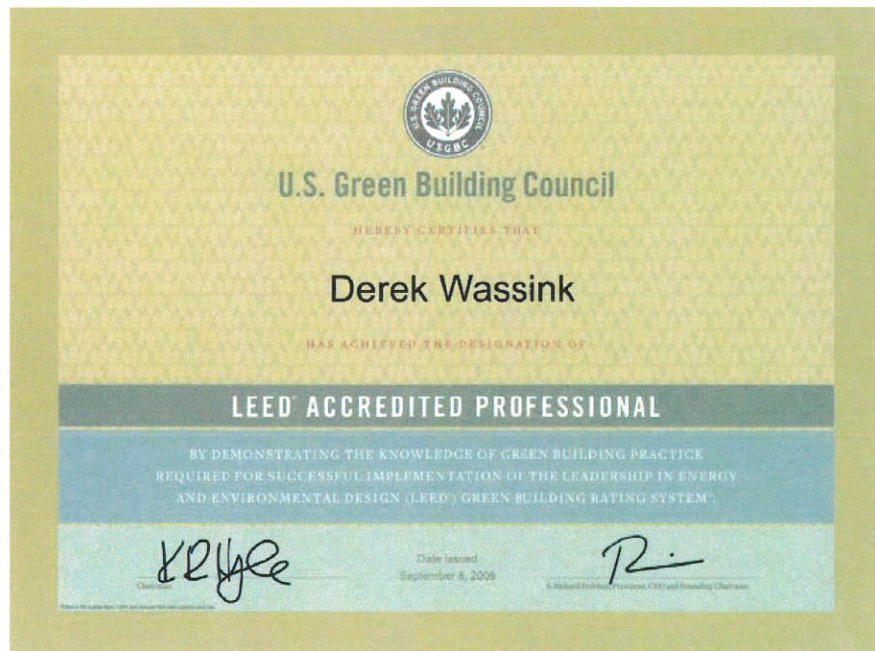 U.S. GREEN BUILDING COUNCIL
USGBC
U.S. Green Building Council
HEREBY CERTIFIES THAT
Derek Wassink
HAS ACHIEVED THE DESIGNATION OF
LEED® ACCREDITED PROFESSIONAL
BY DEMONSTRATING THE KNOWLEDGE OF GREEN BUILDING PRACTICE
REQUIRED FOR SUCCESSFUL IMPLEMENTATION OF THE LEADERSHIP IN ENERGY
AND ENVIRONMENTAL DESIGN (LEED®) GREEN BUILDING RATING SYSTEM™.
Date Issued
September 8,
Chairman
President, CEO and Founding Chairman